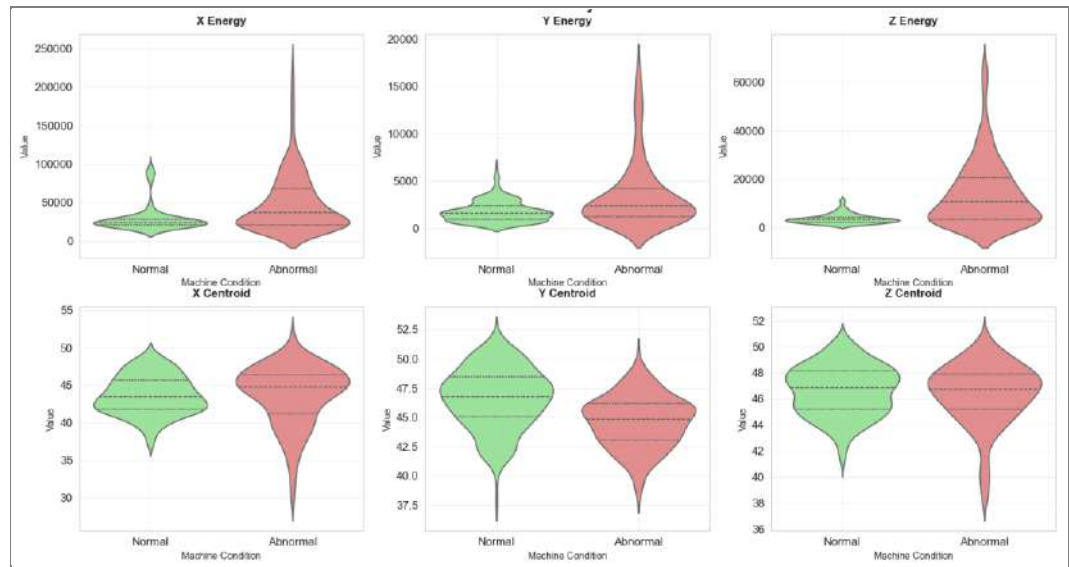 X Energy
Y Energy
Z Energy
250000
200000
150000
100000
50000
0
Value
Normal
Abnormal
Machine Condition
20000
15000
10000
5000
0
Value
Normal
Abnormal
Machine Condition
60000
40000
20000
0
Value
Normal
Abnormal
Machine Condition
X Centroid
Y Centroid
Z Centroid
55
50
45
40
35
30
Value
Normal
Abnormal
Machine Condition
52.5
50.0
47.5
45.0
42.5
40.0
37.5
Value
Normal
Abnormal
Machine Condition
52
50
48
46
44
42
40
38
36
Value
Normal
Abnormal
Machine Condition